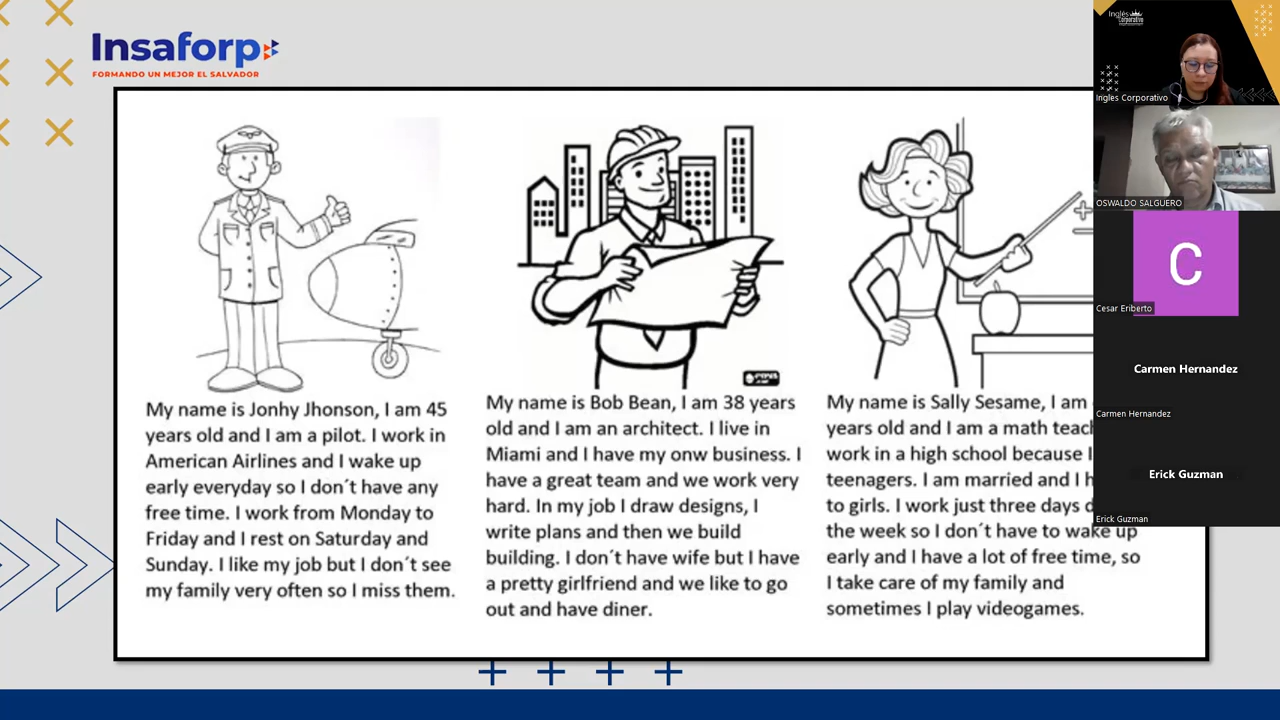 Insaforp
FORMANDO UN MEJOR EL SALVADOR
My name is Jonhy Jhonson, I am 45
years old and I am a pilot. I work in
American Airlines and I wake up
early everyday so I don´t have any
free time. I work from Monday to
Friday and I rest on Saturday and
Sunday. I like my job but I don´t see
my family very often so I miss them.
My name is Bob Bean, I am 38 years
old and I am an architect. I live in
Miami and I have my onw business. I
have a great team and we work very
hard. In my job I draw designs, I
write plans and then we build
building. I don´t have wife but I have
a pretty girlfriend and we like to go
out and have diner.
My name is Sally Sesame, I am
years old and I am a math teach
work in a high school because I
teenagers. I am married and I h
to girls. I work just three days
the week so I don´t have to wake up
early and I have a lot of free time, so
I take care of my family and
sometimes I play videogames.
Inglés
Corporativo
Ingles Corporativo
OSWALDO SALGUERO
C
Cesar Eriberto
Carmen Hernandez
Carmen Hernandez
Erick Guzman
Erick Guzman